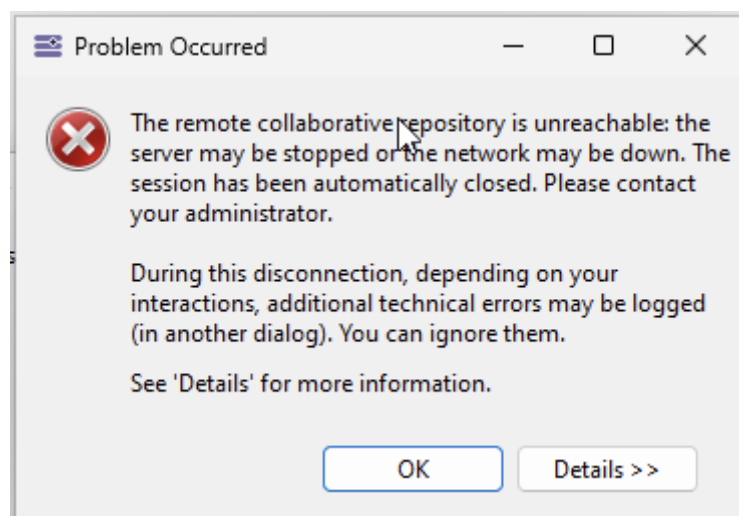 Problem Occurred
The remote collaborative repository is unreachable: the
server may be stopped or the network may be down. The
session has been automatically closed. Please contact
your administrator.
During this disconnection, depending on your
interactions, additional technical errors may be logged
(in another dialog). You can ignore them.
See 'Details' for more information.
OK
Details >>